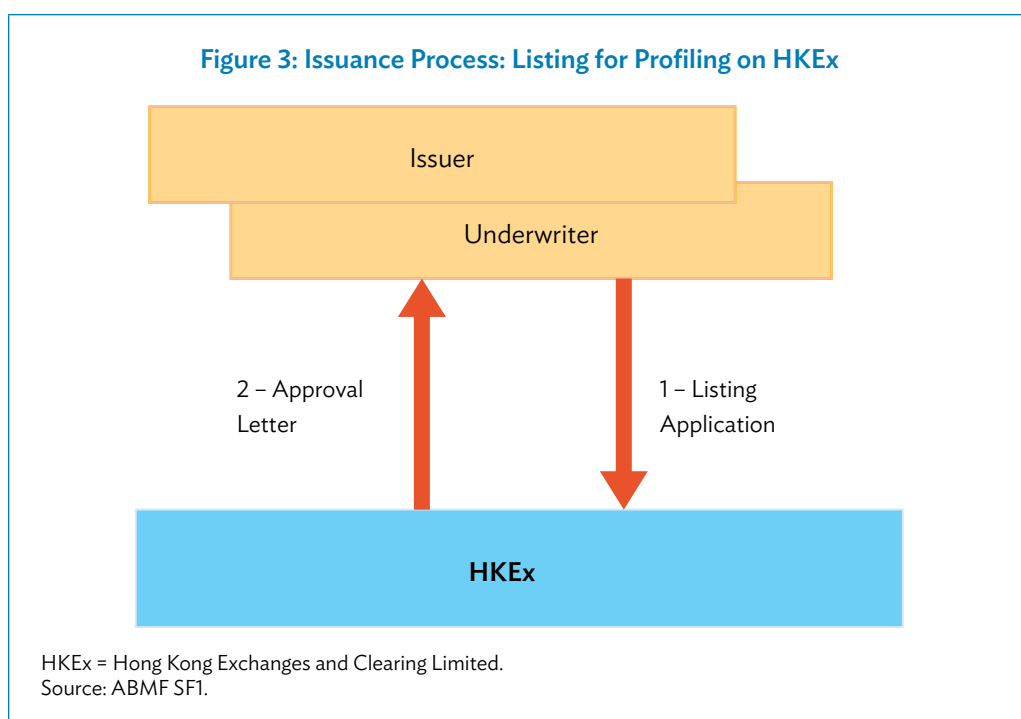 Figure 3: Issuance Process: Listing for Profiling on HKEx
Issuer
Underwriter
2 – Approval
Letter
1 – Listing
Application
HKEx
HKEx = Hong Kong Exchanges and Clearing Limited.
Source: ABMF SF1.